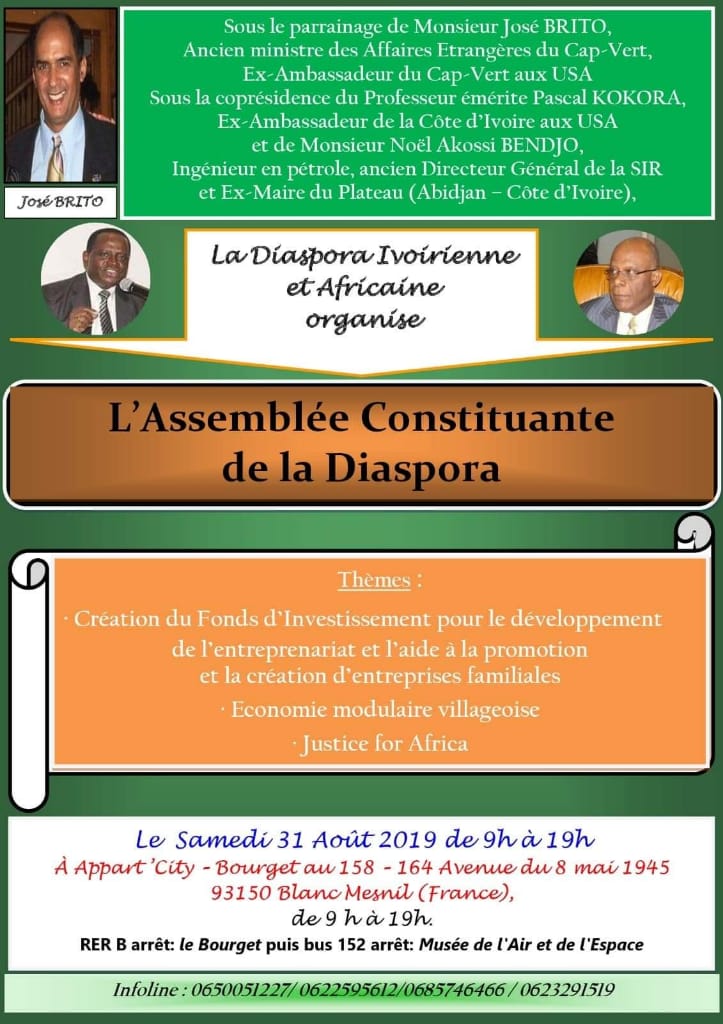 Sous le parrainage de Monsieur José BRITO,
Ancien ministre des Affaires Etrangères du Cap-Vert,
Ex-Ambassadeur du Cap-Vert aux USA
Sous la coprésidence du Professeur émérite Pascal KOKORA,
Ex-Ambassadeur de la Côte d'Ivoire aux USA
et de Monsieur Noël Akossi BENDJO,
Ingénieur en pétrole, ancien Directeur Général de la SIR
et Ex-Maire du Plateau (Abidjan – Côte d'Ivoire),
José BRITO
La Diaspora Ivoirienne
et Africaine
organise
L'Assemblée Constituante
de la Diaspora
Thèmes :
· Création du Fonds d'Investissement pour le développement
de l'entreprenariat et l'aide à la promotion
et la création d'entreprises familiales
· Economie modulaire villageoise
· Justice for Africa
Le Samedi 31 Août 2019 de 9h à 19h
À Appart 'City – Bourget au 158 – 164 Avenue du 8 mai 1945
93150 Blanc Mesnil (France),
de 9 h à 19h.
RER B arrêt: le Bourget puis bus 152 arrêt: Musée de l'Air et de l'Espace
Infoline : 0650051227/ 0622595612/0685746466 / 0623291519